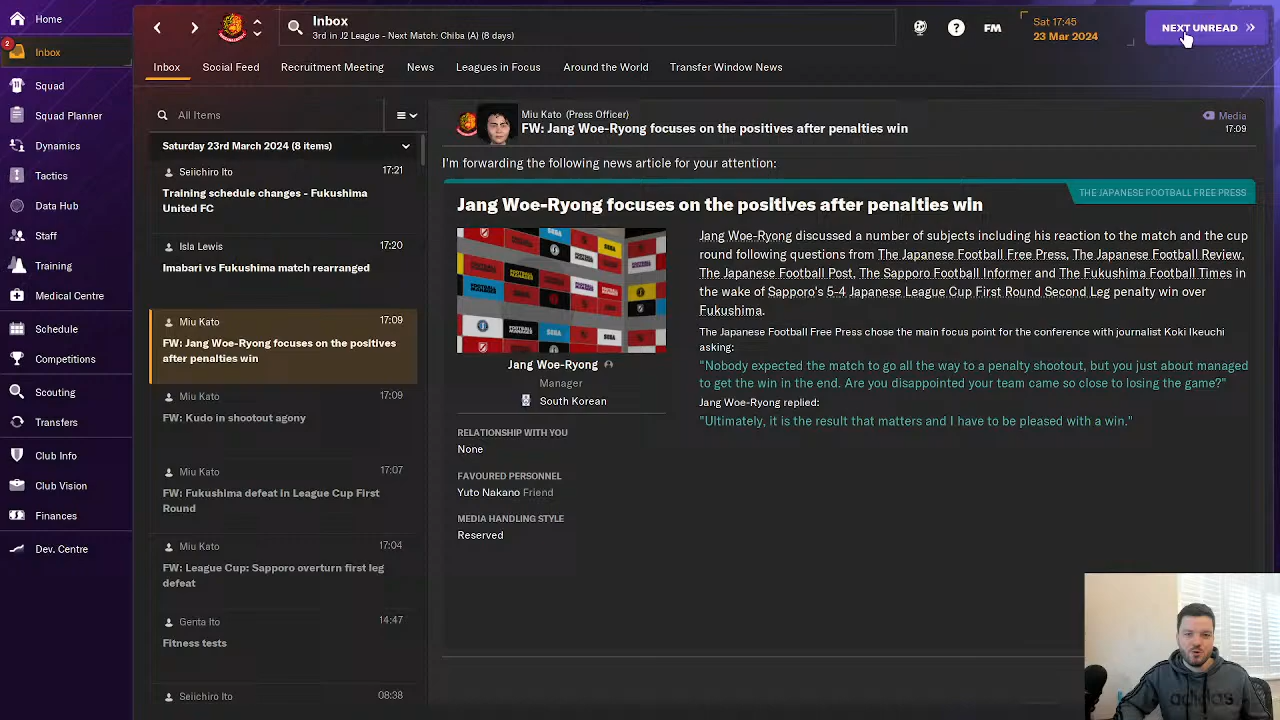 Home
2
Inbox
Squad
Squad Planner
Dynamics
Tactics
Data Hub
Staff
Training
Medical Centre
Schedule
Competitions
Scouting
Transfers
Club Info
Club Vision
Finances
Dev. Centre
Inbox
3rd in J2 League - Next Match: Chiba (A) (8 days)
?
FM
Sat 17:45
23 Mar 2024
NEXT UNREAD
Inbox
Social Feed
Recruitment Meeting
News
Leagues in Focus
Around the World
Transfer Window News
All Items
Saturday 23rd March 2024 (8 items)
Seiichiro Ito 17:21
Training schedule changes - Fukushima
United FC
Isla Lewis 17:20
Imabari vs Fukushima match rearranged
Miu Kato 17:09
FW: Jang Woe-Ryong focuses on the positives
after penalties win
Miu Kato 17:09
FW: Kudo in shootout agony
Miu Kato 17:07
FW: Fukushima defeat in League Cup First
Round
Miu Kato 17:04
FW: League Cup: Sapporo overturn first leg
defeat
Genta Ito 14:47
Fitness tests
Seiichiro Ito 08:38
Miu Kato (Press Officer)
FW: Jang Woe-Ryong focuses on the positives after penalties win
Media
17:09
I'm forwarding the following news article for your attention:
THE JAPANESE FOOTBALL FREE PRESS
Jang Woe-Ryong focuses on the positives after penalties win
Jang Woe-Ryong
Manager
South Korean
RELATIONSHIP WITH YOU
None
FAVOURED PERSONNEL
Yuto Nakano Friend
MEDIA HANDLING STYLE
Reserved
Jang Woe-Ryong discussed a number of subjects including his reaction to the match and the cup
round following questions from The Japanese Football Free Press, The Japanese Football Review,
The Japanese Football Post, The Sapporo Football Informer and The Fukushima Football Times in
the wake of Sapporo's 5-4 Japanese League Cup First Round Second Leg penalty win over
Fukushima.
The Japanese Football Free Press chose the main focus point for the conference with journalist Koki Ikeuchi
asking:
"Nobody expected the match to go all the way to a penalty shootout, but you just about managed
to get the win in the end. Are you disappointed your team came so close to losing the game?"
Jang Woe-Ryong replied:
"Ultimately, it is the result that matters and I have to be pleased with a win."
adidas